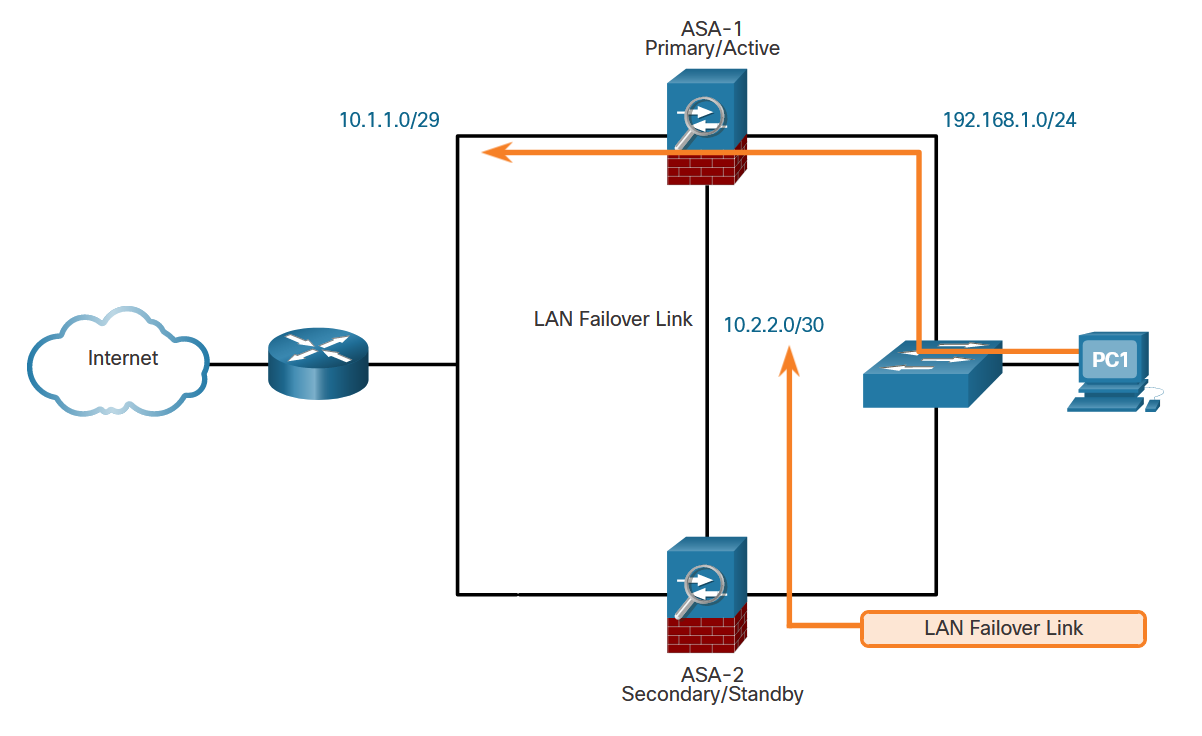 ASA-1
Primary/Active
10.1.1.0/29
192.168.1.0/24
LAN Failover Link
10.2.2.0/30
Internet
PC1
LAN Failover Link
ASA-2
Secondary/Standby